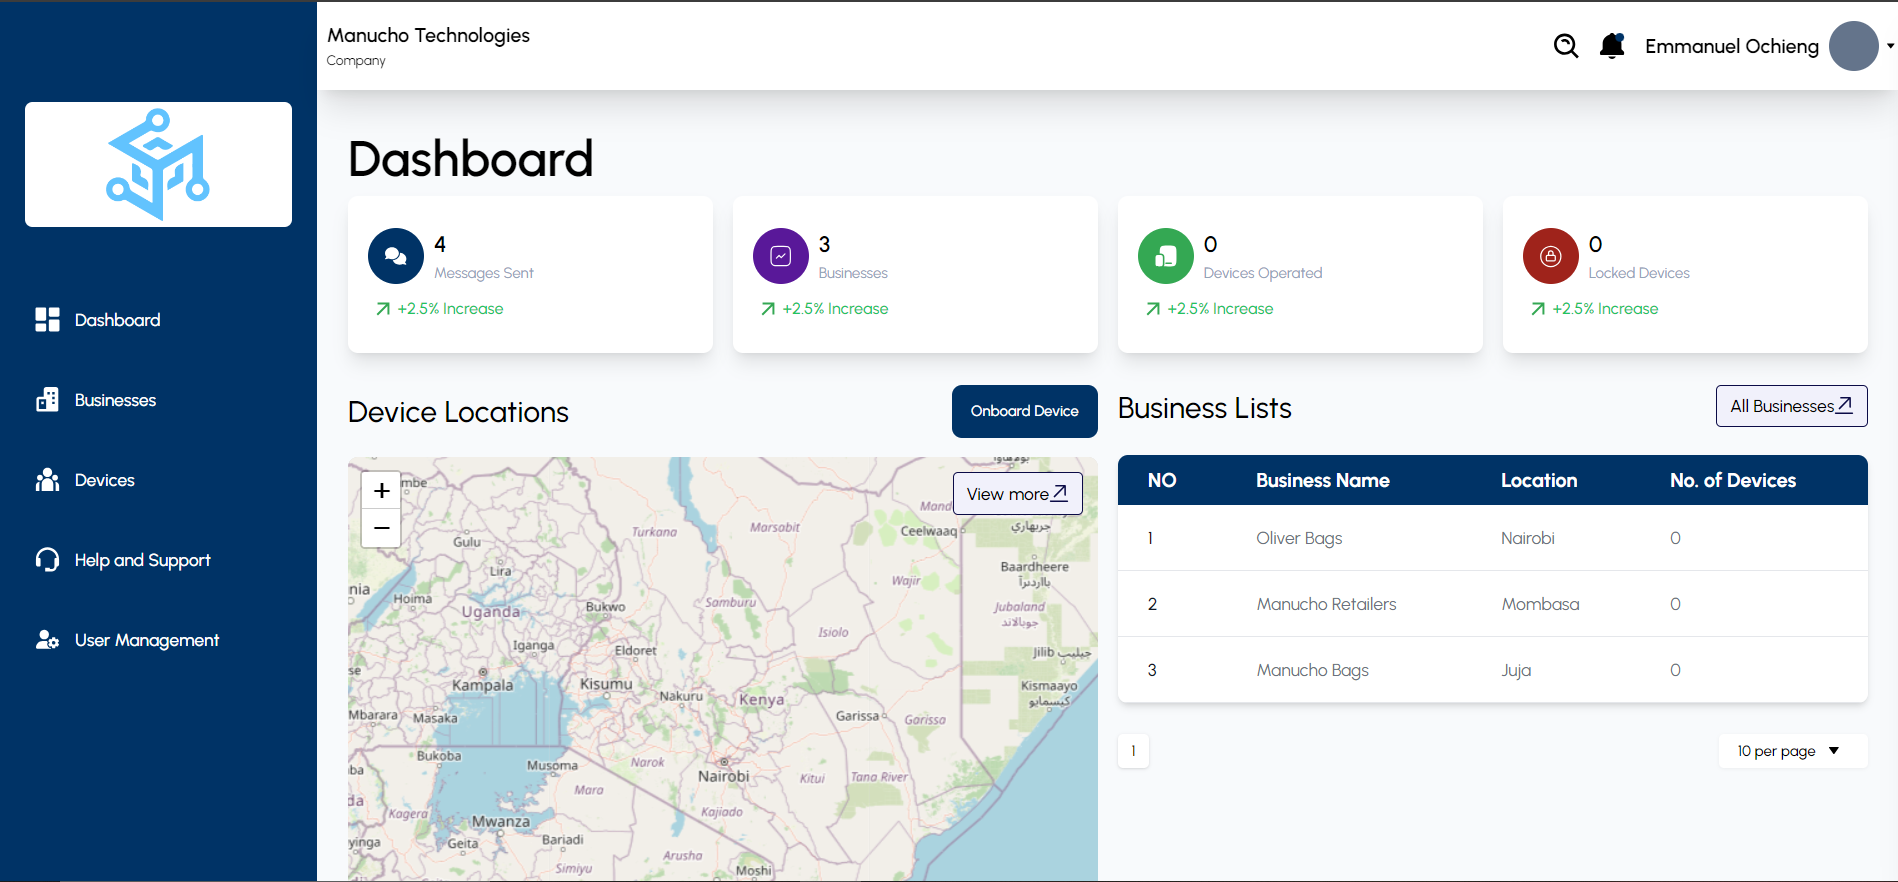 Manucho Technologies
Company
Emmanuel Ochieng
Dashboard
Businesses
Devices
Help and Support
User Management
Dashboard
4
Messages Sent
+2.5% Increase
3
Businesses
+2.5% Increase
0
Devices Operated
+2.5% Increase
0
Locked Devices
+2.5% Increase
Device Locations
Onboard Device
+
−
View more
mbe
Gulu
Lira
nia
Hoima
Uganda
Bukwo
Iganga
Eldoret
Kampala
Kisumu
Nakuru
Kenya
Mbarara
Masaka
Bukoba
Musoma
Narok
Nairobi
Kitui
Tana River
Mara
Kajiado
Kagera
Mwanza
Geita
Bariadi
Simiyu
Arusha
Moshi
yinga
Turkana
Marsabit
Mand
Ceelwaaq
Wajir
Samburu
Isiolo
Garissa
Garissa
Baardheere
بااردىرآ
Jubaland
جوبالاند
Jilib جيليب
Kismaayo
كيسمايو
Business Lists
All Businesses
NO Business Name Location No. of Devices
1 Oliver Bags Nairobi 0
2 Manucho Retailers Mombasa 0
3 Manucho Bags Juja 0
1
10 per page